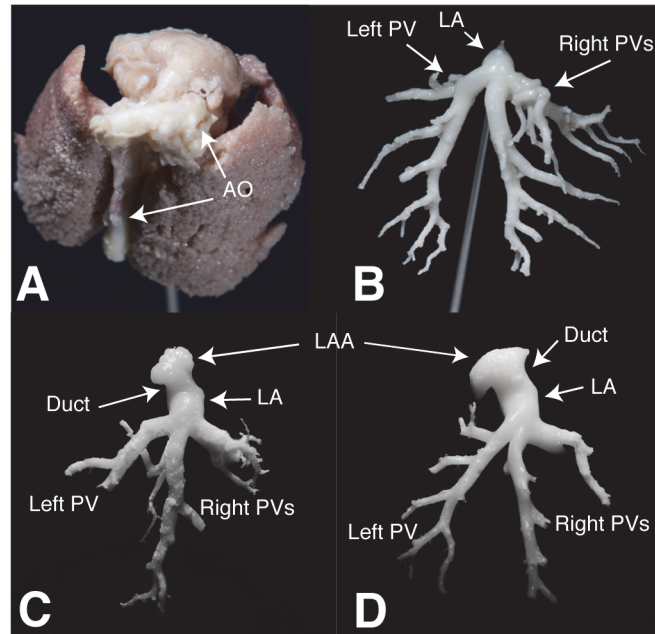 AO
A
Left PV
LA
Right PVs
B
LAA
Duct
LA
Left PV
Right PVs
C
Duct
LA
Left PV
Right PVs
D